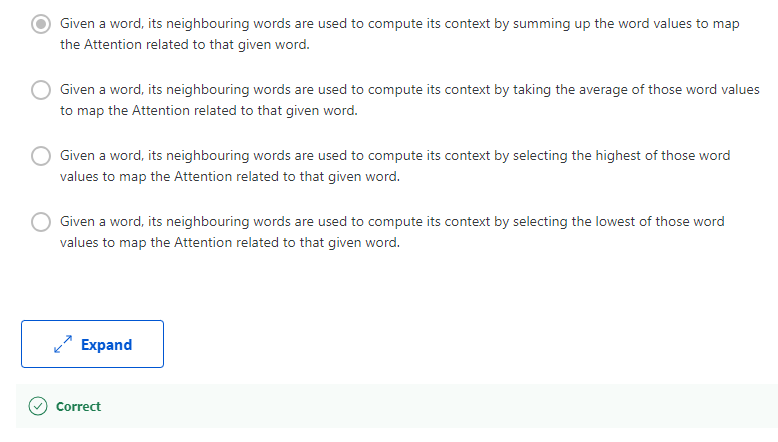 Given a word, its neighbouring words are used to compute its context by summing up the word values to map
the Attention related to that given word.
Given a word, its neighbouring words are used to compute its context by taking the average of those word values
to map the Attention related to that given word.
Given a word, its neighbouring words are used to compute its context by selecting the highest of those word
values to map the Attention related to that given word.
Given a word, its neighbouring words are used to compute its context by selecting the lowest of those word
values to map the Attention related to that given word.
Expand
Correct